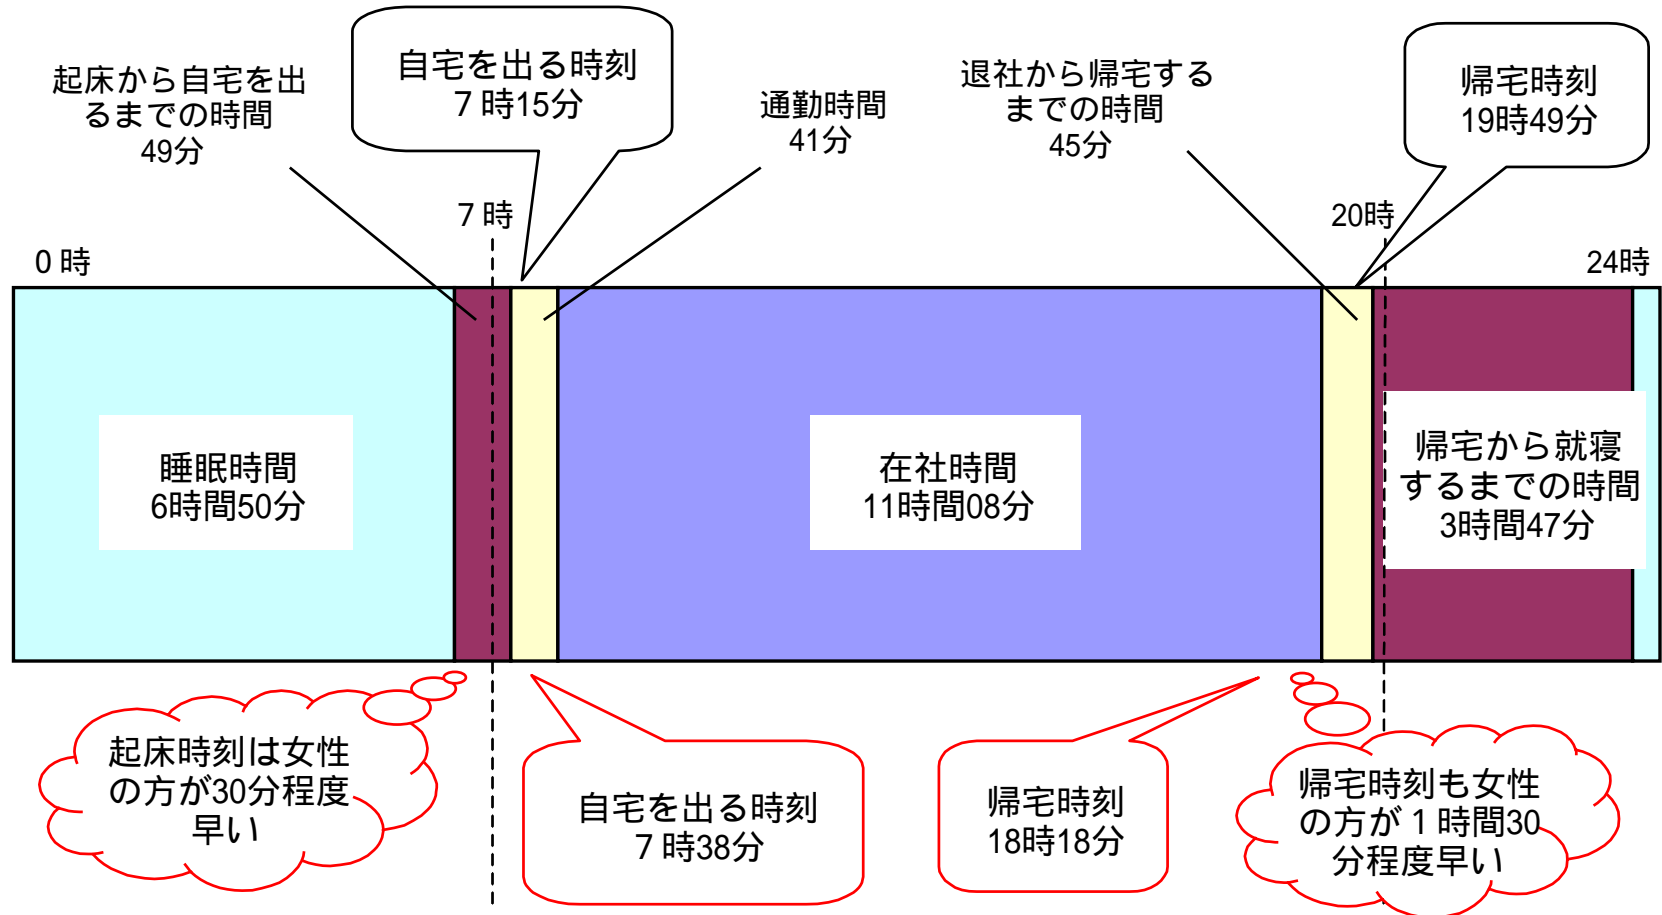 起床から自宅を出
るまでの時間
49分
自宅を出る時刻
７時15分
通勤時間
41分
退社から帰宅する
までの時間
45分
帰宅時刻
19時49分
０時
７時
20時
24時
睡眠時間
6時間50分
在社時間
11時間08分
帰宅から就寝
するまでの時間
3時間47分
起床時刻は女性
の方が30分程度
早い
自宅を出る時刻
７時38分
帰宅時刻
18時18分
帰宅時刻も女性
の方が１時間30
分程度早い